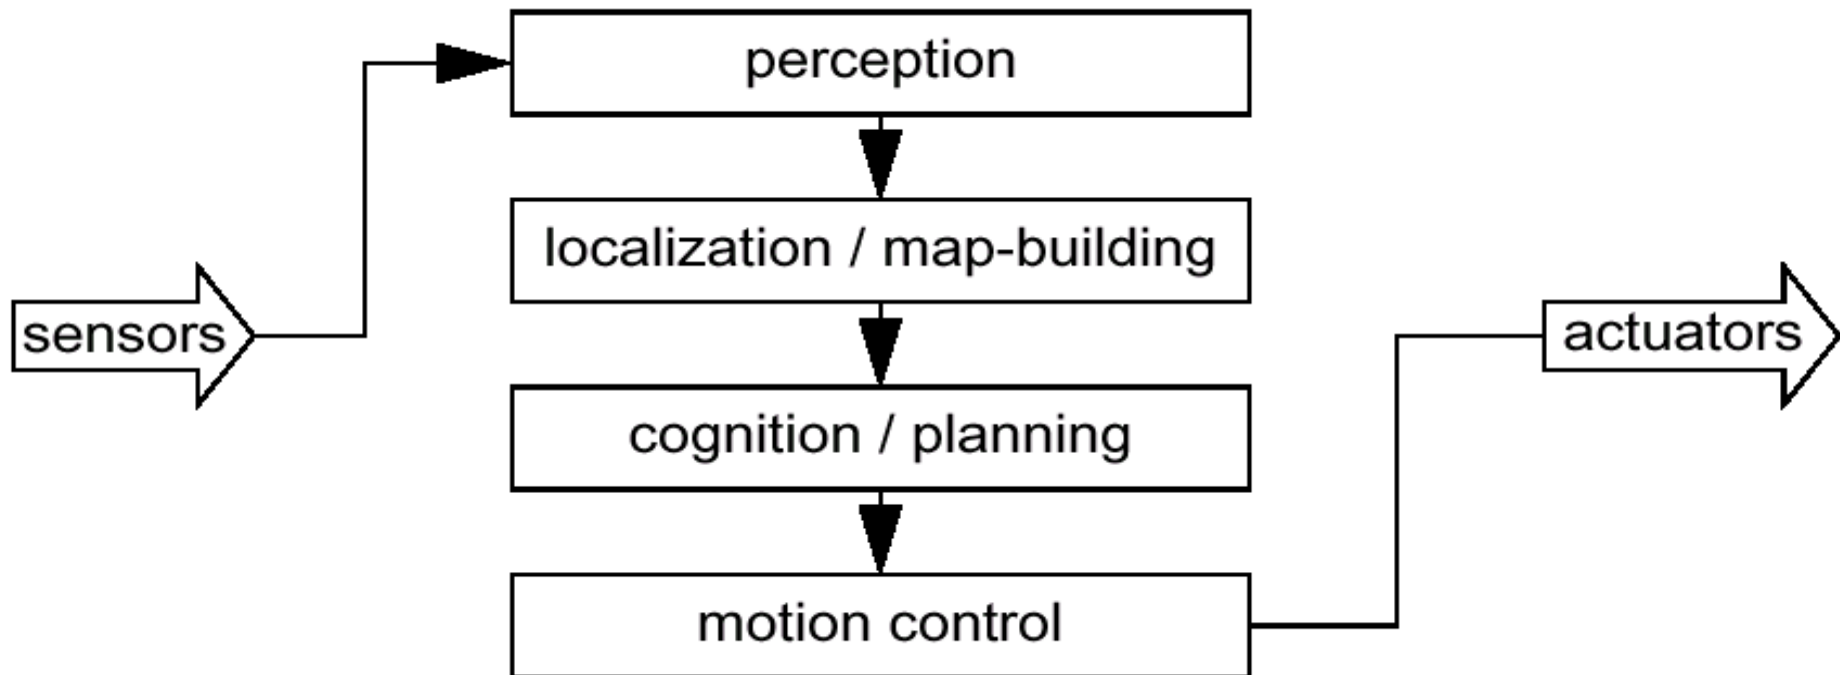 perception
localization / map-building
sensors
actuators
cognition / planning
motion control